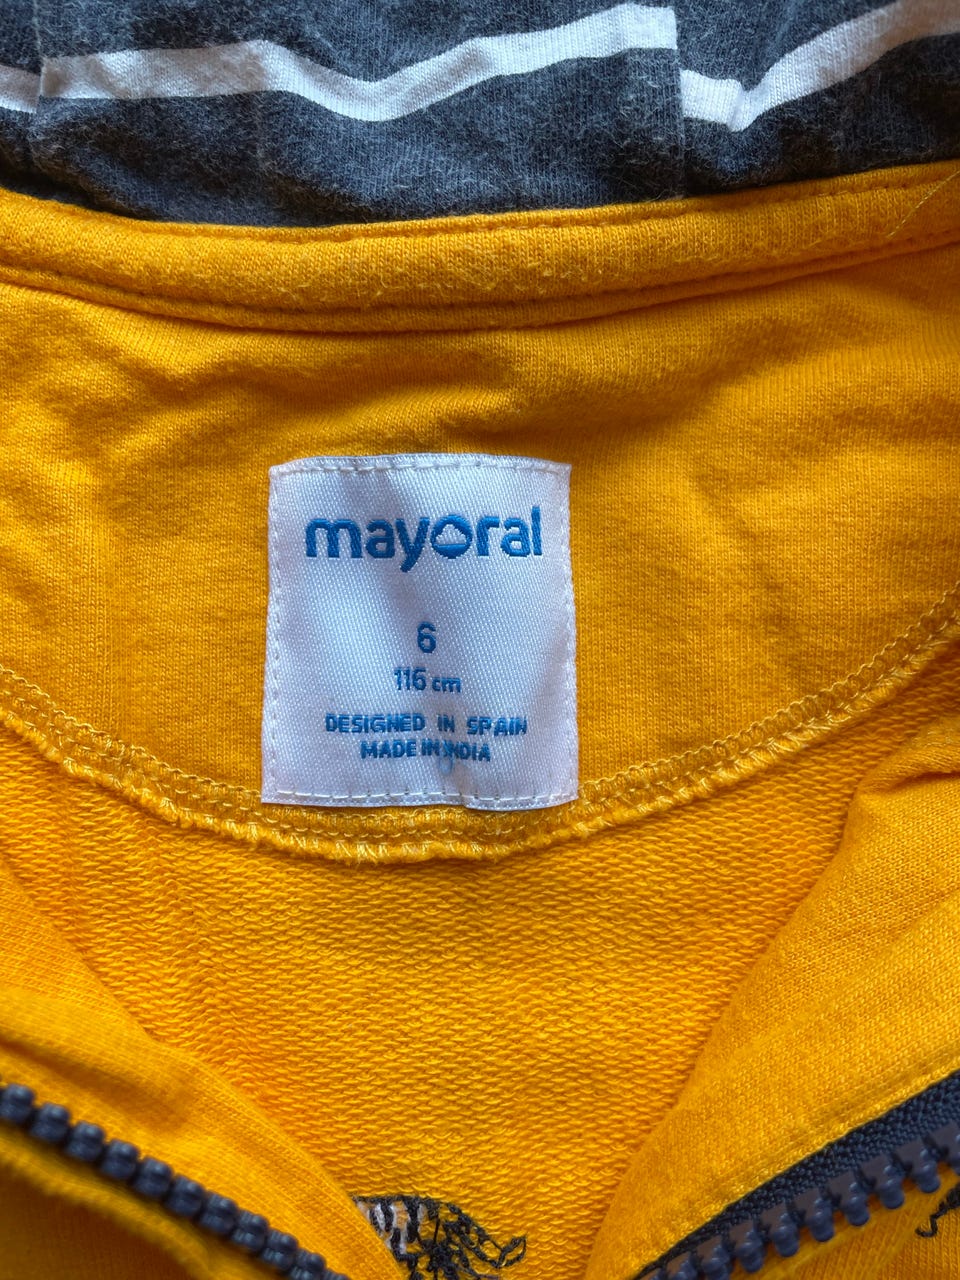 mayoral
6
116 cm
DESIGNED IN SPAIN
MADE IN INDIA